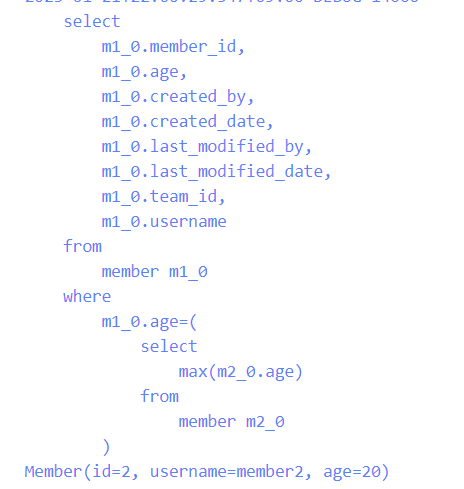 select
m1_0.member_id,
m1_0.age,
m1_0.created_by,
m1_0.created_date,
m1_0.last_modified_by,
m1_0.last_modified_date,
m1_0.team_id,
m1_0.username
from
member m1_0
where
m1_0.age=(
select
max(m2_0.age)
from
member m2_0
)
Member(id=2, username=member2, age=20)